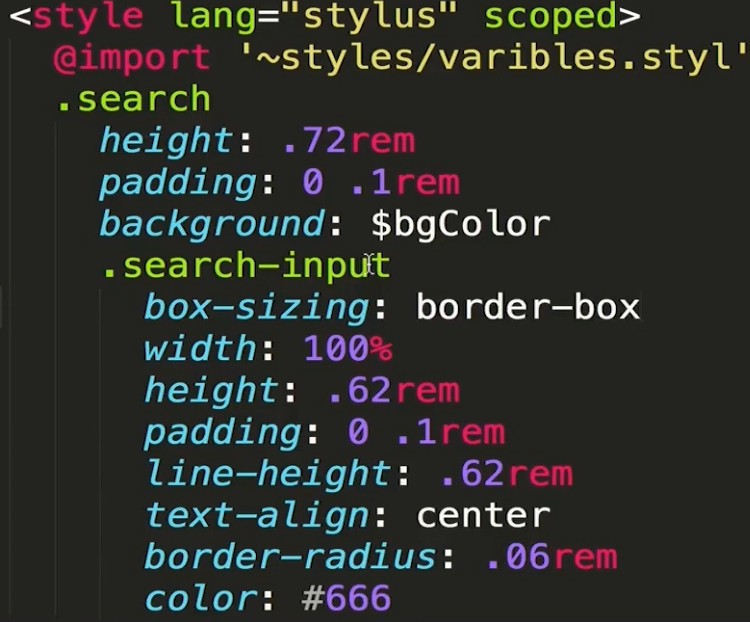 <style lang="stylus" scoped>
@import '~styles/varibles.styl'
.search
height: .72rem
padding: 0 .1rem
background: $bgColor
.search-input
box-sizing: border-box
width: 100%
height: .62rem
padding: 0 .1rem
line-height: .62rem
text-align: center
border-radius: .06rem
color: #666